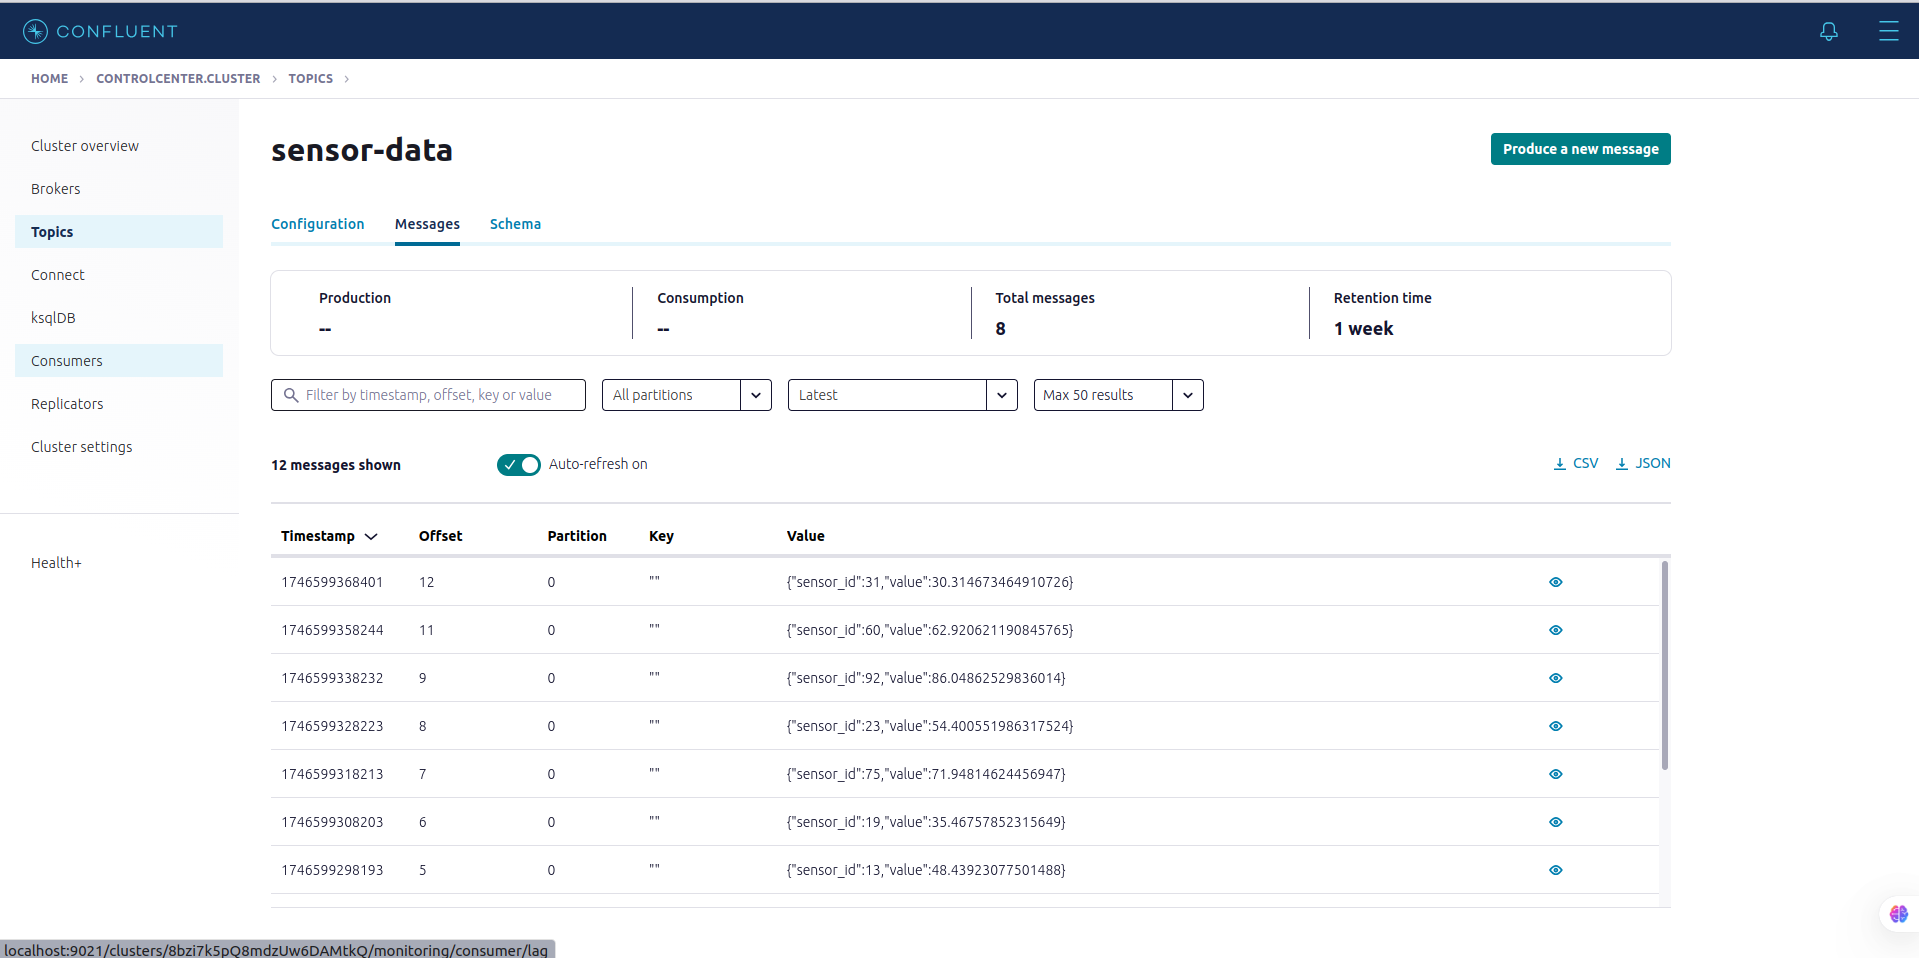 CONFLUENT
HOME > CONTROLCENTER.CLUSTER > TOPICS >
Cluster overview
Brokers
Topics
Connect
ksqlDB
Consumers
Replicators
Cluster settings
Health+
sensor-data
Produce a new message
Configuration Messages Schema
Production Consumption Total messages Retention time
-- -- 8 1 week
Filter by timestamp, offset, key or value All partitions Latest Max 50 results
12 messages shown Auto-refresh on CSV JSON
Timestamp Offset Partition Key Value
1746599368401 12 0 "" {"sensor_id":31,"value":30.314673464910726}
1746599358244 11 0 "" {"sensor_id":60,"value":62.920621190845765}
1746599338232 9 0 "" {"sensor_id":92,"value":86.04862529836014}
1746599328223 8 0 "" {"sensor_id":23,"value":54.400551986317524}
1746599318213 7 0 "" {"sensor_id":75,"value":71.94814624456947}
1746599308203 6 0 "" {"sensor_id":19,"value":35.46757852315649}
1746599298193 5 0 "" {"sensor_id":13,"value":48.43923077501488}
localhost:9021/clusters/8bzi7k5pQ8mdzUw6DAMtkQ/monitoring/consumer/lag